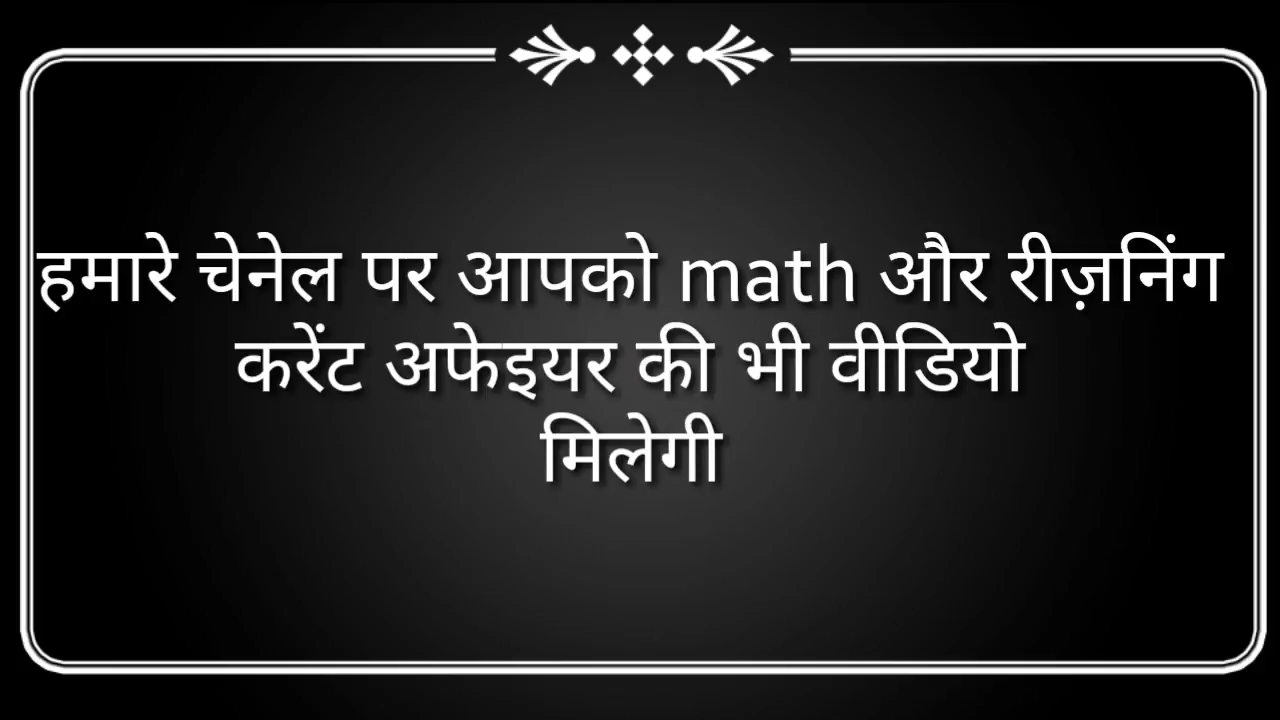 हमारे चेनेल पर आपको math और रीज़निंग
करेंट अफेइयर की भी वीडियो
मिलेगी